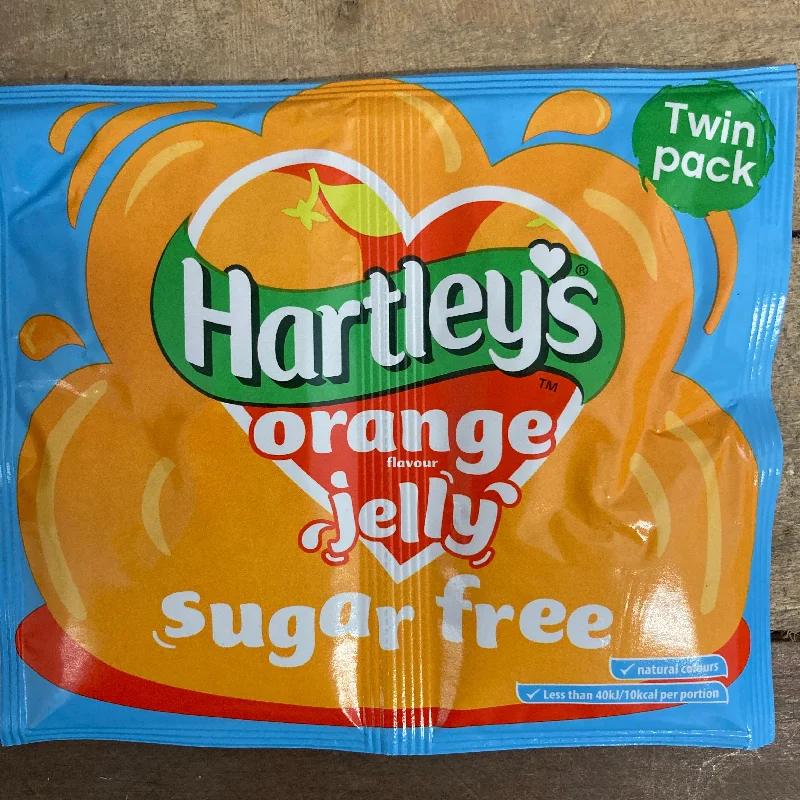 Twin
pack
Hartley's®
TM
orange
flavour
jelly
sugar free
✓ natural colours
✓ Less than 40kJ/10kcal per portion